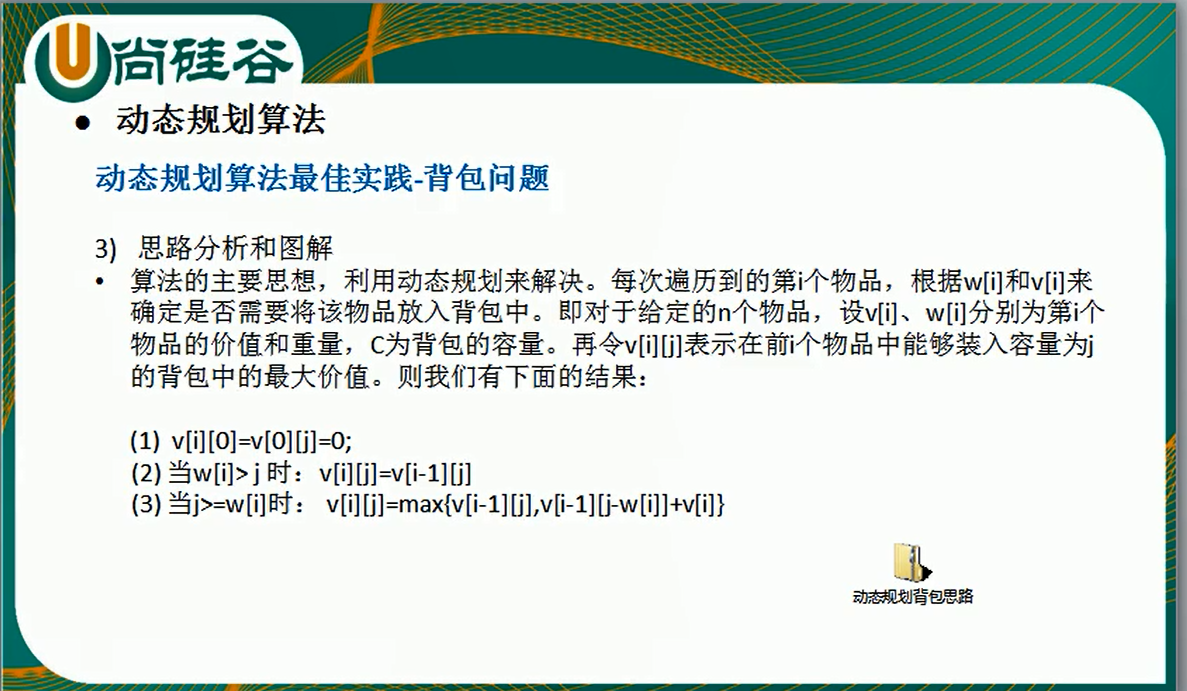 尚硅谷
● 动态规划算法
动态规划算法最佳实践-背包问题
3) 思路分析和图解
• 算法的主要思想，利用动态规划来解决。每次遍历到的第i个物品，根据w[i]和v[i]来
确定是否需要将该物品放入背包中。即对于给定的n个物品，设v[i]、w[i]分别为第i个
物品的价值和重量，C为背包的容量。再令v[i][j]表示在前i个物品中能够装入容量为j
的背包中的最大价值。则我们有下面的结果：
(1) v[i][0]=v[0][j]=0;
(2) 当w[i]> j 时：v[i][j]=v[i-1][j]
(3) 当j>=w[i]时： v[i][j]=max{v[i-1][j],v[i-1][j-w[i]]+v[i]}
动态规划背包思路